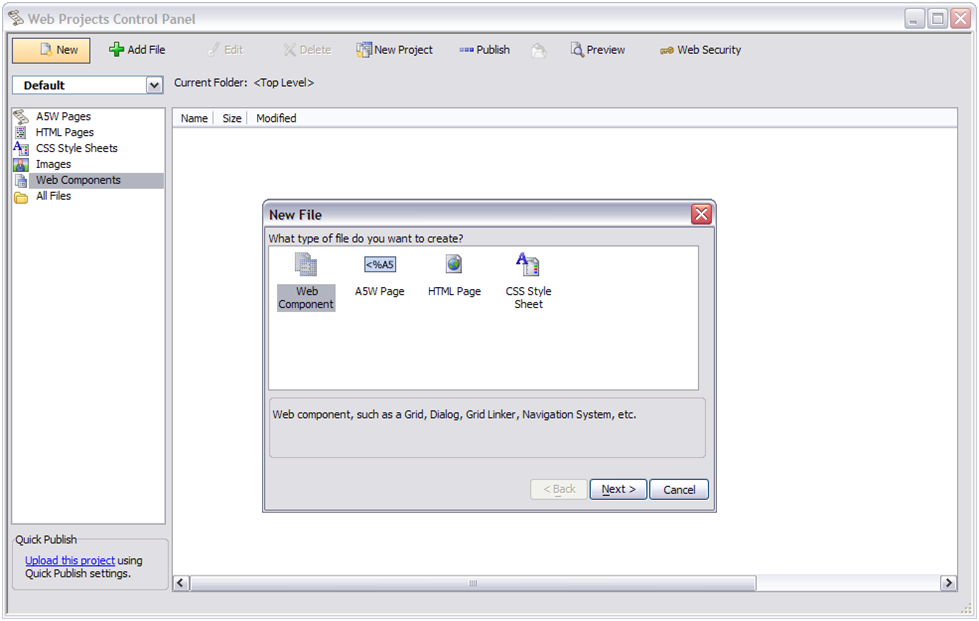 Web Projects Control Panel
New Add File Edit Delete New Project Publish Preview Web Security
Default
Current Folder: <Top Level>
A5W Pages
HTML Pages
CSS Style Sheets
Images
Web Components
All Files
Name Size Modified
New File
What type of file do you want to create?
<%A5
Web
Component
A5W Page
HTML Page
CSS Style
Sheet
Web component, such as a Grid, Dialog, Grid Linker, Navigation System, etc.
< Back Next > Cancel
Quick Publish
Upload this project using
Quick Publish settings.